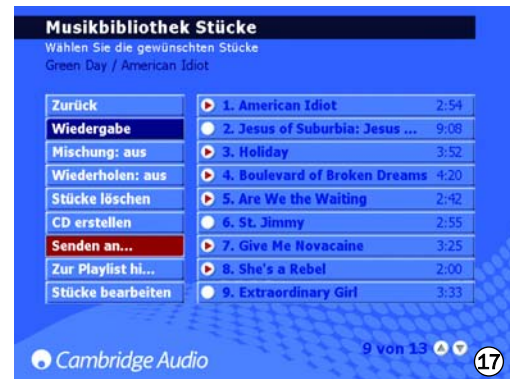 Musikbibliothek Stücke
Wählen Sie die gewünschten Stücke
Green Day / American Idiot
Zurück
Wiedergabe
Mischung: aus
Wiederholen: aus
Stücke löschen
CD erstellen
Senden an...
Zur Playlist hi...
Stücke bearbeiten
1. American Idiot 2:54
2. Jesus of Suburbia: Jesus ... 9:08
3. Holiday 3:52
4. Boulevard of Broken Dreams 4:20
5. Are We the Waiting 2:42
6. St. Jimmy 2:55
7. Give Me Novacaine 3:25
8. She's a Rebel 2:00
9. Extraordinary Girl 3:33
9 von 13
Cambridge Audio
17